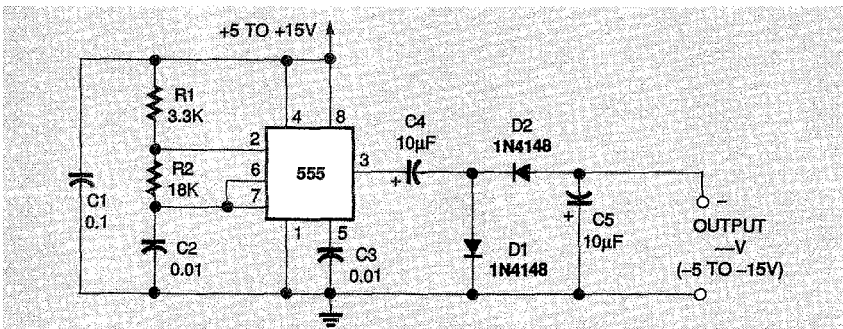 +5 TO +15V
R1
3.3K
4
8
C4
10µF
D2
1N4148
2
R2
18K
6
7
555
3
+
C1
0.1
C2
0.01
1
5
C3
0.01
D1
1N4148
+
C5
10µF
–
OUTPUT
—V
(–5 TO –15V)